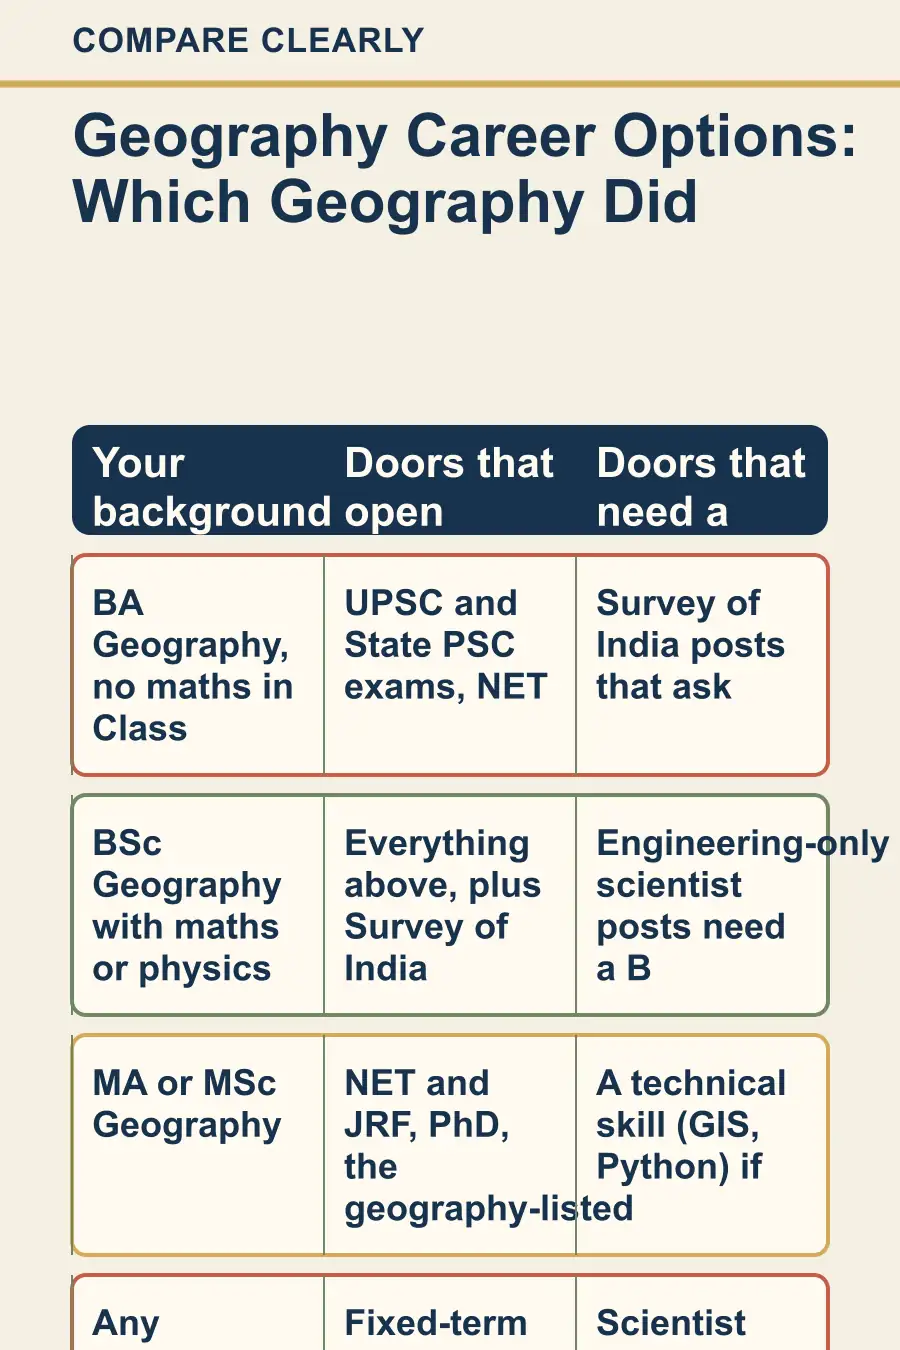 COMPARE CLEARLY
Geography Career Options:
Which Geography Did
Your
background
Doors that
open
Doors that
need a
BA
Geography,
no maths in
Class
UPSC and
State PSC
exams, NET
Survey of
India posts
that ask
BSc
Geography
with maths
or physics
Everything
above, plus
Survey of
India
Engineering-only
scientist
posts need
a B
MA or MSc
Geography
NET and
JRF, PhD,
the
geography-listed
A technical
skill (GIS,
Python) if
Any
Fixed-term
Scientist